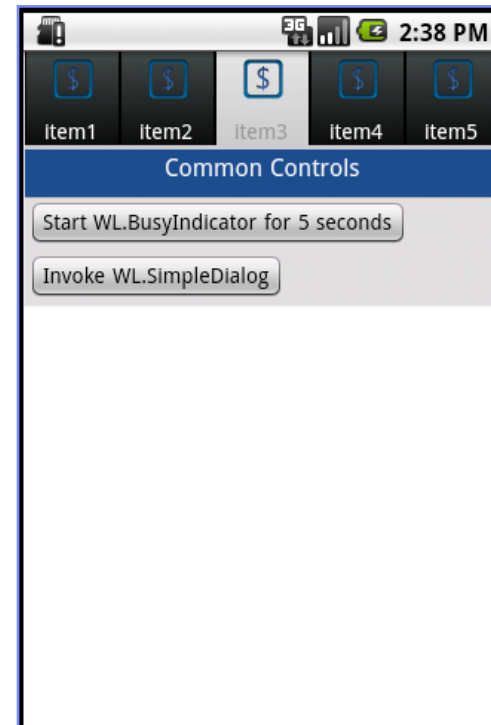 3G 2:38 PM
$ $ $ $ $
item1 item2 item3 item4 item5
Common Controls
Start WL.BusyIndicator for 5 seconds
Invoke WL.SimpleDialog